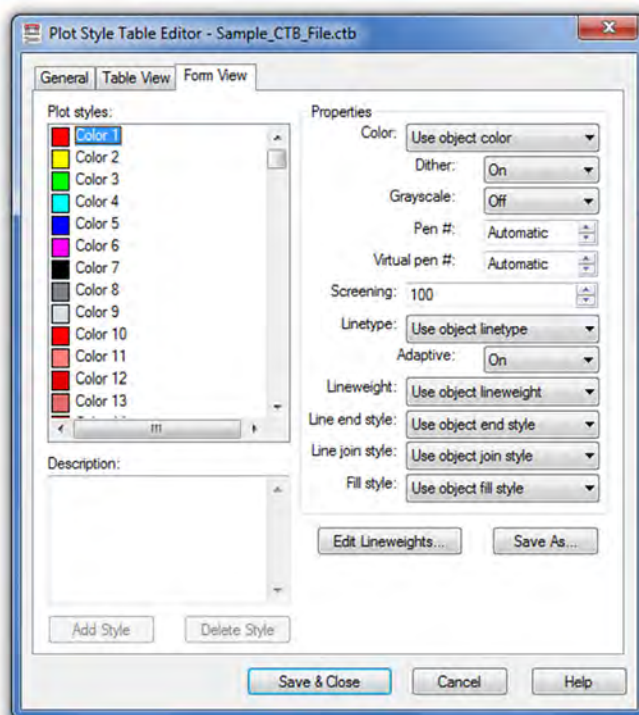 Plot Style Table Editor - Sample_CTB_File.ctb
General Table View Form View
Plot styles:
Color 1
Color 2
Color 3
Color 4
Color 5
Color 6
Color 7
Color 8
Color 9
Color 10
Color 11
Color 12
Color 13
Description:
Add Style Delete Style
Properties
Color: Use object color
Dither: On
Grayscale: Off
Pen #: Automatic
Virtual pen #: Automatic
Screening: 100
Linetype: Use object linetype
Adaptive: On
Lineweight: Use object lineweight
Line end style: Use object end style
Line join style: Use object join style
Fill style: Use object fill style
Edit Lineweights... Save As...
Save & Close Cancel Help